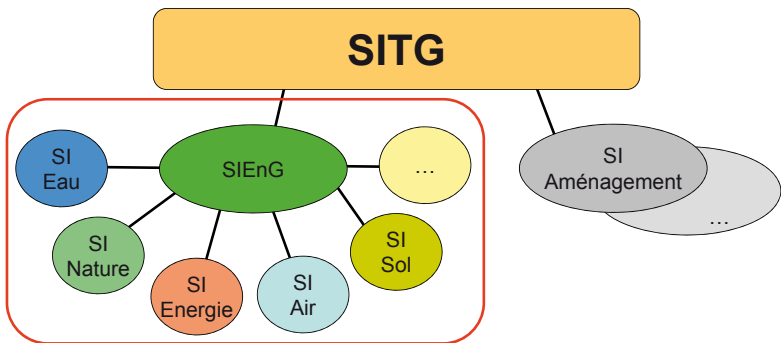 SITG
SI
Eau
SIEnG
...
SI
Aménagement
...
SI
Nature
SI
Sol
SI
Energie
SI
Air